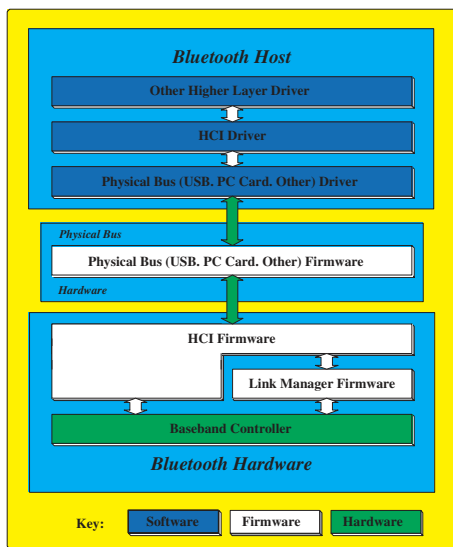 Bluetooth Host
Other Higher Layer Driver
HCI Driver
Physical Bus (USB. PC Card. Other) Driver
Physical Bus
Physical Bus (USB. PC Card. Other) Firmware
Hardware
HCI Firmware
Link Manager Firmware
Baseband Controller
Bluetooth Hardware
Key: Software Firmware Hardware